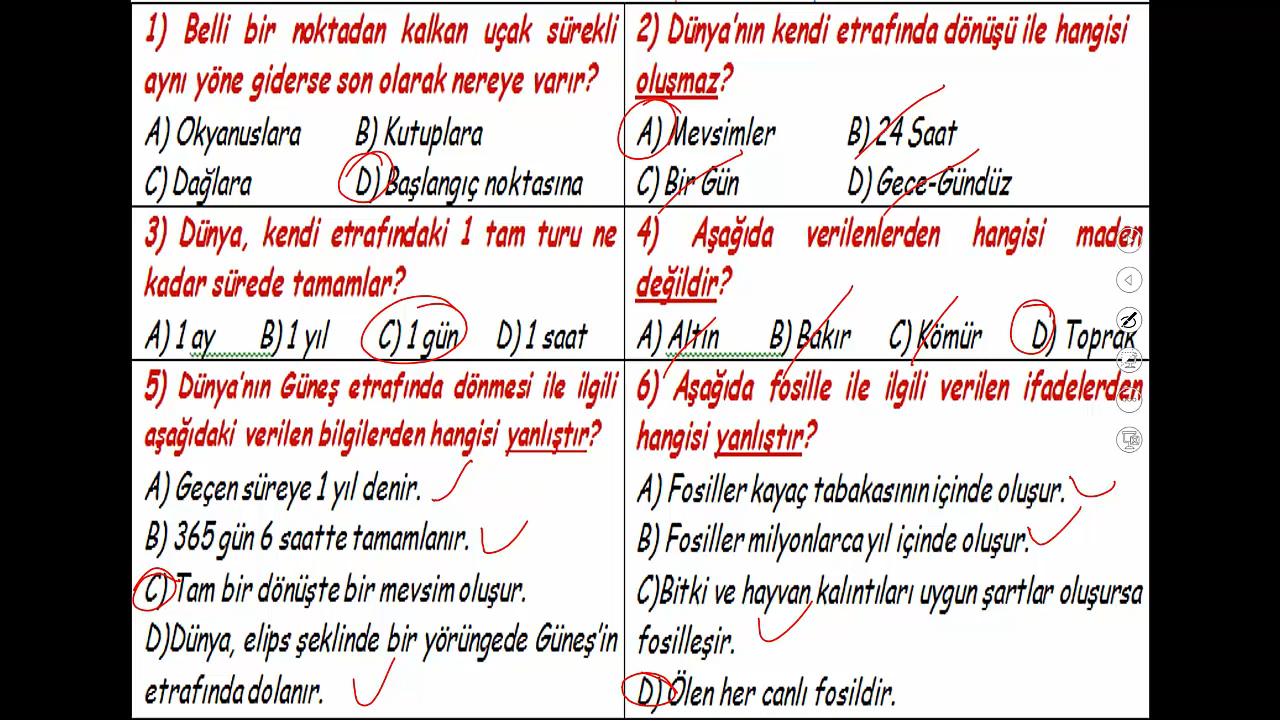 1) Belli bir noktadan kalkan uçak sürekli
aynı yöne giderse son olarak nereye varır?
A) Okyanuslara B) Kutuplara
C) Dağlara D) Başlangıç noktasına
2) Dünya'nın kendi etrafında dönüşü ile hangisi
oluşmaz?
A) Mevsimler B) 24 Saat
C) Bir Gün D) Gece-Gündüz
3) Dünya, kendi etrafındaki 1 tam turu ne
kadar sürede tamamlar?
A) 1 ay B) 1 yıl C) 1 gün D) 1 saat
4) Aşağıda verilenlerden hangisi maden
değildir?
A) Altın B) Bakır C) Kömür D) Toprak
5) Dünya'nın Güneş etrafında dönmesi ile ilgili
aşağıdaki verilen bilgilerden hangisi yanlıştır?
A) Geçen süreye 1 yıl denir.
B) 365 gün 6 saatte tamamlanır.
C) Tam bir dönüşte bir mevsim oluşur.
D)Dünya, elips şeklinde bir yörüngede Güneş'in
etrafında dolanır.
6) Aşağıda fosille ile ilgili verilen ifadelerden
hangisi yanlıştır?
A) Fosiller kayaç tabakasının içinde oluşur.
B) Fosiller milyonlarca yıl içinde oluşur.
C)Bitki ve hayvan kalıntıları uygun şartlar oluşursa
fosilleşir.
D) Ölen her canlı fosildir.